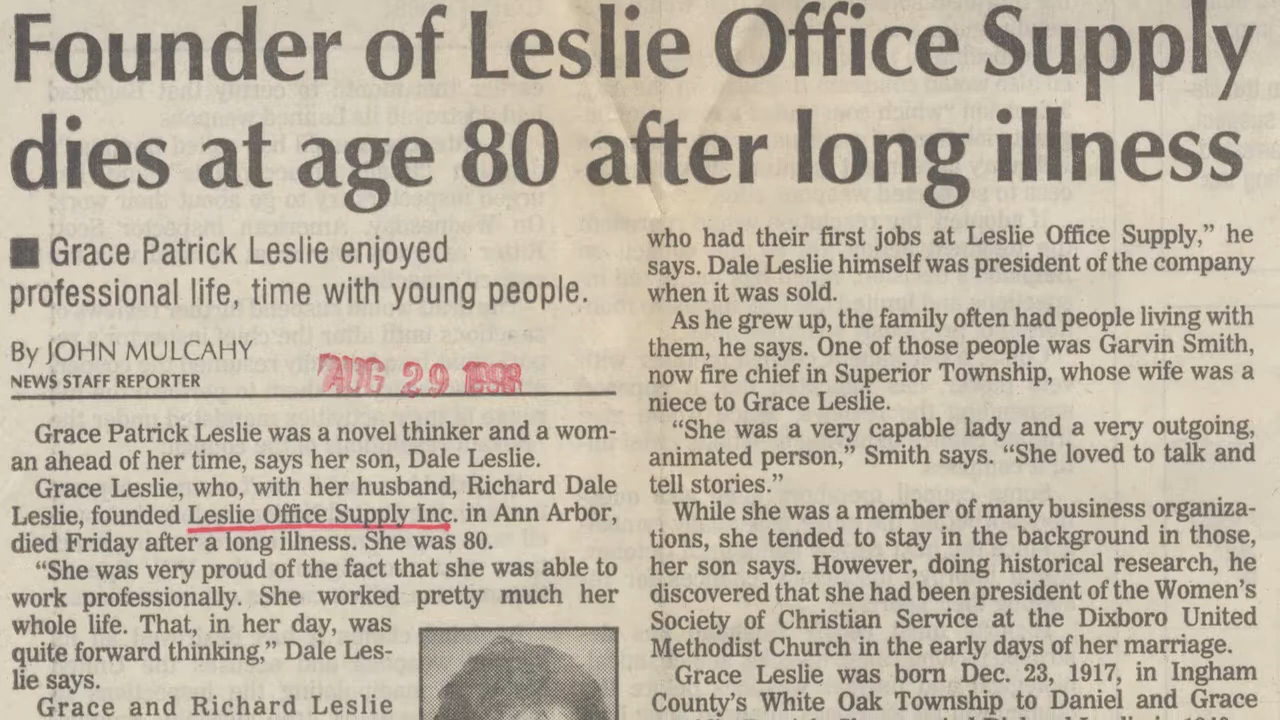 Founder of Leslie Office Supply
dies at age 80 after long illness
■ Grace Patrick Leslie enjoyed
professional life, time with young people.
By JOHN MULCAHY
NEWS STAFF REPORTER
AUG 29 1998
Grace Patrick Leslie was a novel thinker and a wom-
an ahead of her time, says her son, Dale Leslie.
Grace Leslie, who, with her husband, Richard Dale
Leslie, founded Leslie Office Supply Inc. in Ann Arbor,
died Friday after a long illness. She was 80.
“She was very proud of the fact that she was able to
work professionally. She worked pretty much her
whole life. That, in her day, was
quite forward thinking,” Dale Les-
lie says.
Grace and Richard Leslie
who had their first jobs at Leslie Office Supply,” he
says. Dale Leslie himself was president of the company
when it was sold.
As he grew up, the family often had people living with
them, he says. One of those people was Garvin Smith,
now fire chief in Superior Township, whose wife was a
niece to Grace Leslie.
“She was a very capable lady and a very outgoing,
animated person,” Smith says. “She loved to talk and
tell stories.”
While she was a member of many business organiza-
tions, she tended to stay in the background in those,
her son says. However, doing historical research, he
discovered that she had been president of the Women’s
Society of Christian Service at the Dixboro United
Methodist Church in the early days of her marriage.
Grace Leslie was born Dec. 23, 1917, in Ingham
County’s White Oak Township to Daniel and Grace